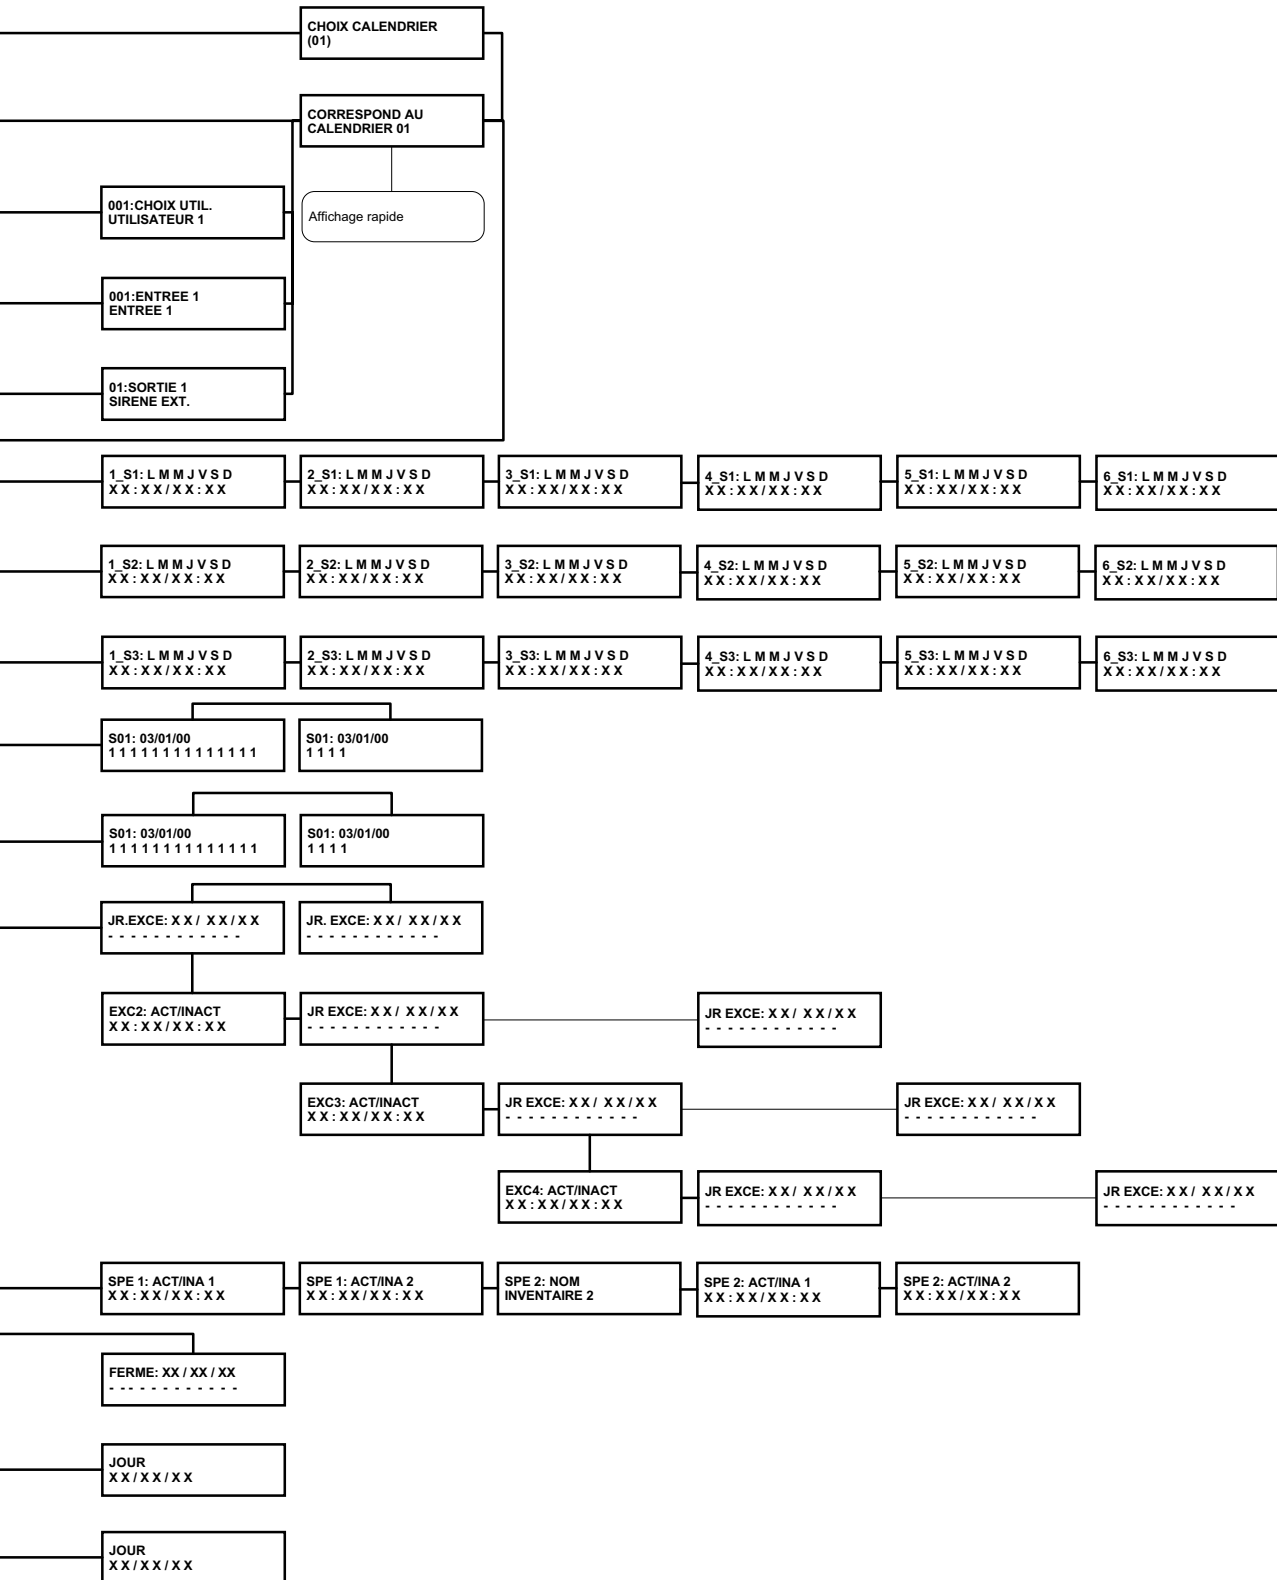 CHOIX CALENDRIER
(01)
CORRESPOND AU
CALENDRIER 01
Affichage rapide
001:CHOIX UTIL.
UTILISATEUR 1
001:ENTREE 1
ENTREE 1
01:SORTIE 1
SIRENE EXT.
1_S1: L M M J V S D
X X : X X / X X : X X
2_S1: L M M J V S D
X X : X X / X X : X X
3_S1: L M M J V S D
X X : X X / X X : X X
4_S1: L M M J V S D
X X : X X / X X : X X
5_S1: L M M J V S D
X X : X X / X X : X X
6_S1: L M M J V S D
X X : X X / X X : X X
1_S2: L M M J V S D
X X : X X / X X : X X
2_S2: L M M J V S D
X X : X X / X X : X X
3_S2: L M M J V S D
X X : X X / X X : X X
4_S2: L M M J V S D
X X : X X / X X : X X
5_S2: L M M J V S D
X X : X X / X X : X X
6_S2: L M M J V S D
X X : X X / X X : X X
1_S3: L M M J V S D
X X : X X / X X : X X
2_S3: L M M J V S D
X X : X X / X X : X X
3_S3: L M M J V S D
X X : X X / X X : X X
4_S3: L M M J V S D
X X : X X / X X : X X
5_S3: L M M J V S D
X X : X X / X X : X X
6_S3: L M M J V S D
X X : X X / X X : X X
S01: 03/01/00
1 1 1 1 1 1 1 1 1 1 1 1 1 1
S01: 03/01/00
1 1 1 1
S01: 03/01/00
1 1 1 1 1 1 1 1 1 1 1 1 1 1
S01: 03/01/00
1 1 1 1
JR.EXCE: X X / X X / X X
- - - - - - - - - - - -
JR. EXCE: X X / X X / X X
- - - - - - - - - - - -
EXC2: ACT/INACT
X X : X X / X X : X X
JR EXCE: X X / X X / X X
- - - - - - - - - - - -
JR EXCE: X X / X X / X X
- - - - - - - - - - - -
EXC3: ACT/INACT
X X : X X / X X : X X
JR EXCE: X X / X X / X X
- - - - - - - - - - - -
JR EXCE: X X / X X / X X
- - - - - - - - - - - -
EXC4: ACT/INACT
X X : X X / X X : X X
JR EXCE: X X / X X / X X
- - - - - - - - - - - -
JR EXCE: X X / X X / X X
- - - - - - - - - - - -
SPE 1: ACT/INA 1
X X : X X / X X : X X
SPE 1: ACT/INA 2
X X : X X / X X : X X
SPE 2: NOM
INVENTAIRE 2
SPE 2: ACT/INA 1
X X : X X / X X : X X
SPE 2: ACT/INA 2
X X : X X / X X : X X
FERME: XX / XX / XX
- -- - - - - - - - - -
JOUR
X X / X X / X X
JOUR
X X / X X / X X